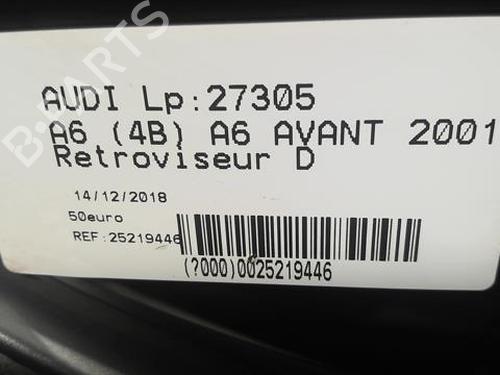 AUDI Lp:27305
A6 (4B) A6 AVANT 2001
Retroviseur D
14/12/2018
50euro
REF:25219446
(?000)0025219446
B-PARTS